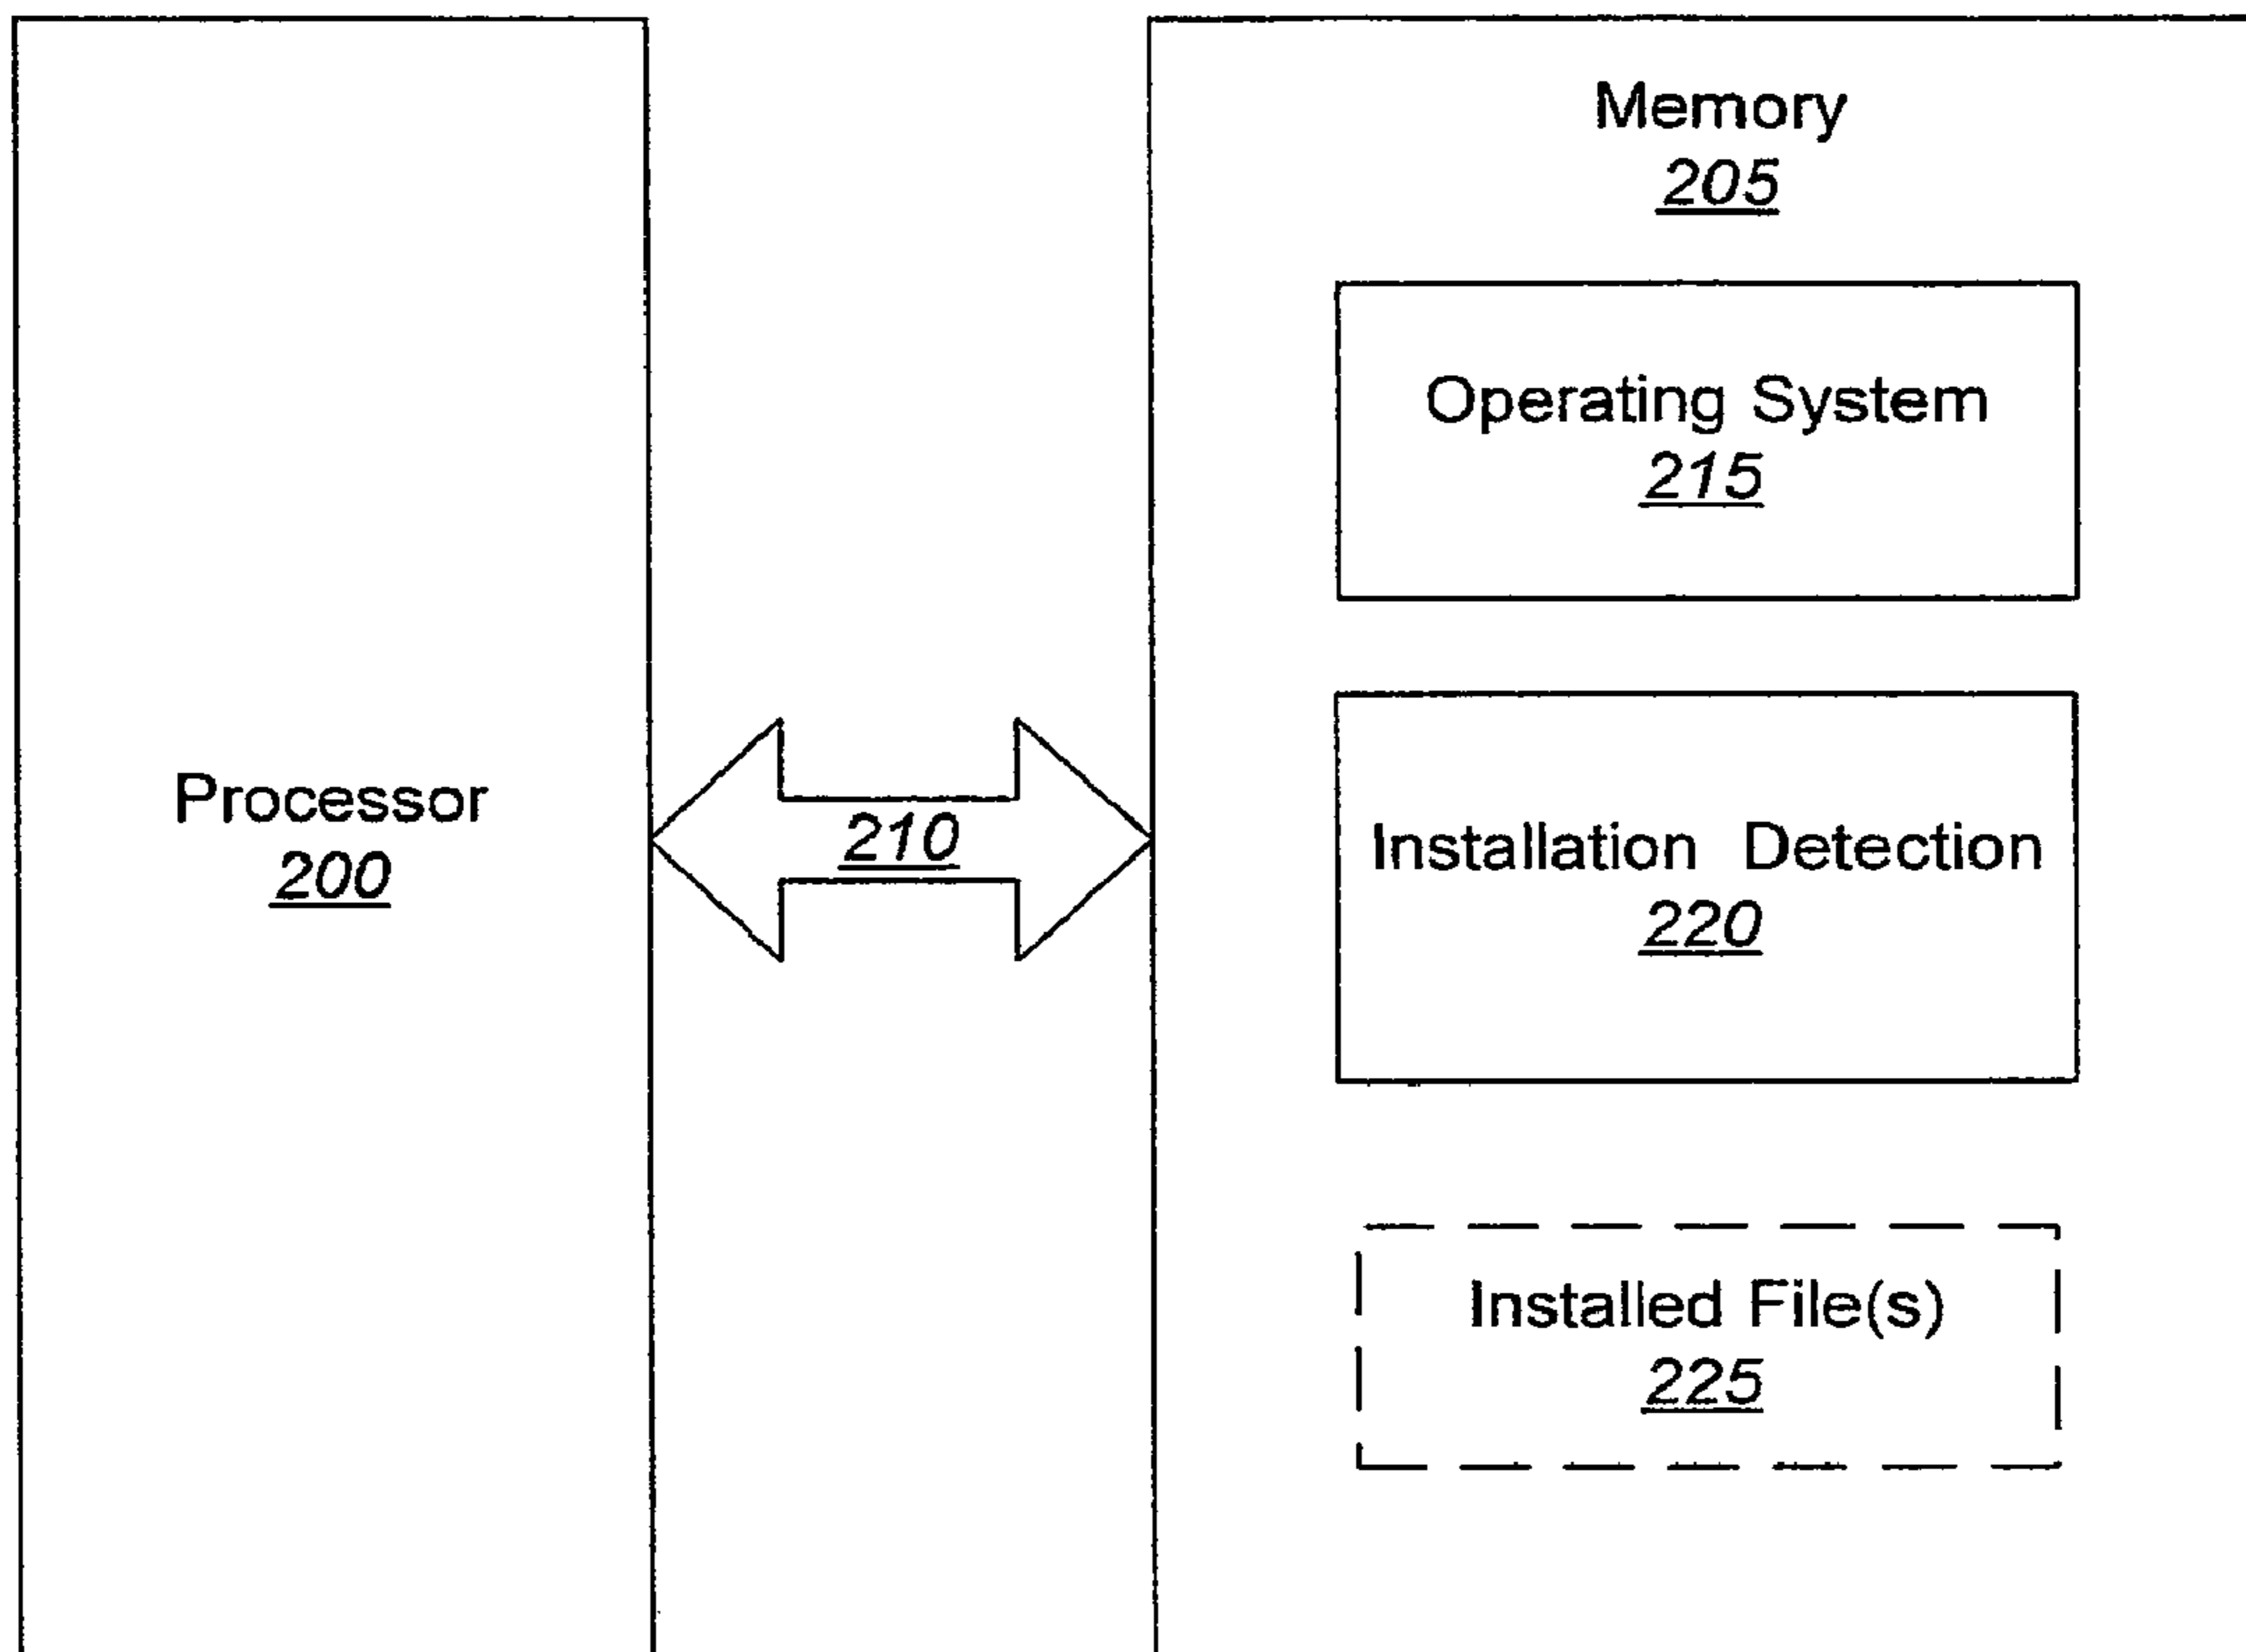 Memory
205
Operating System
215
Processor
200
210
Installation Detection
220
Installed File(s)
225